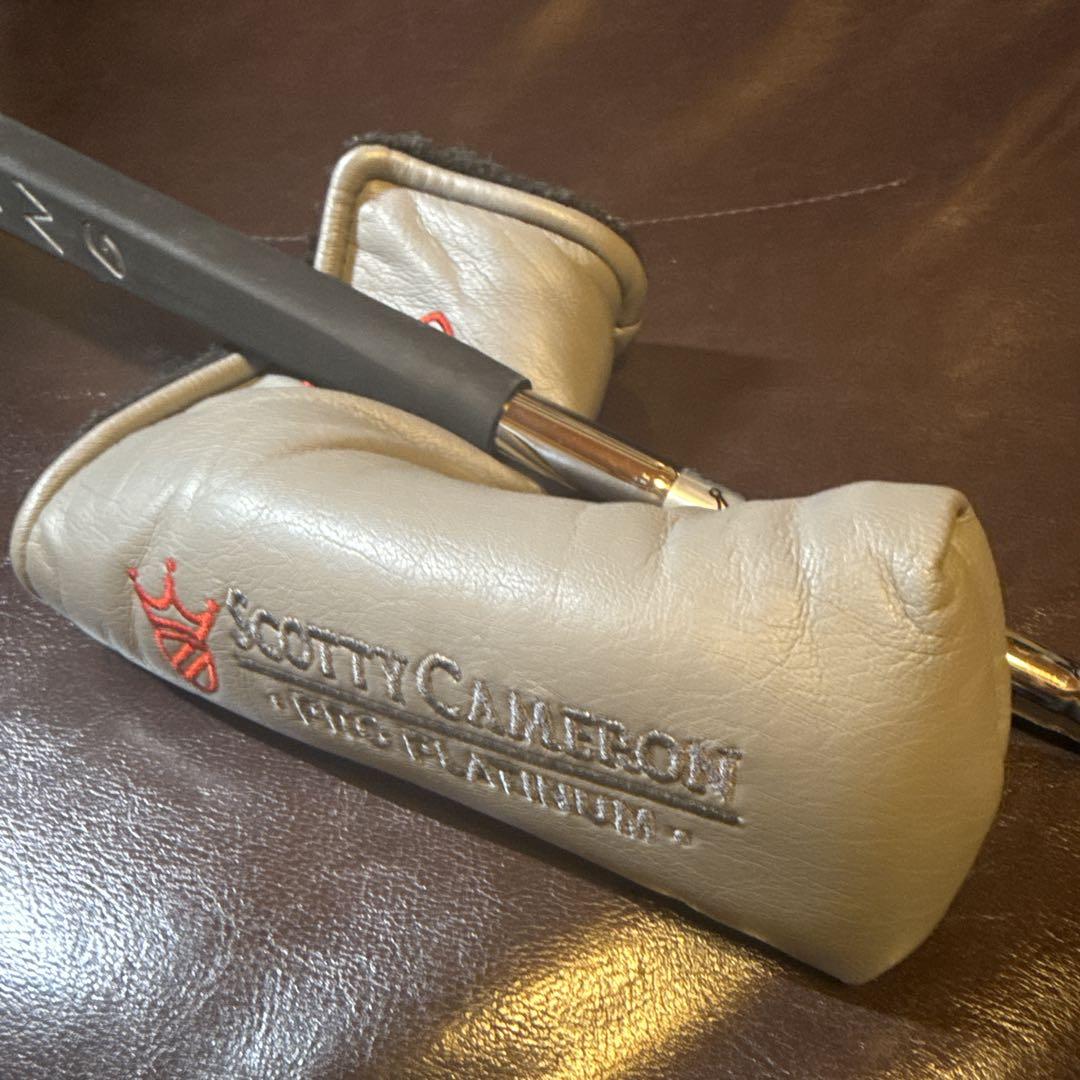 N G
SCOTTY CAMERON
· PRO PLATINUM ·